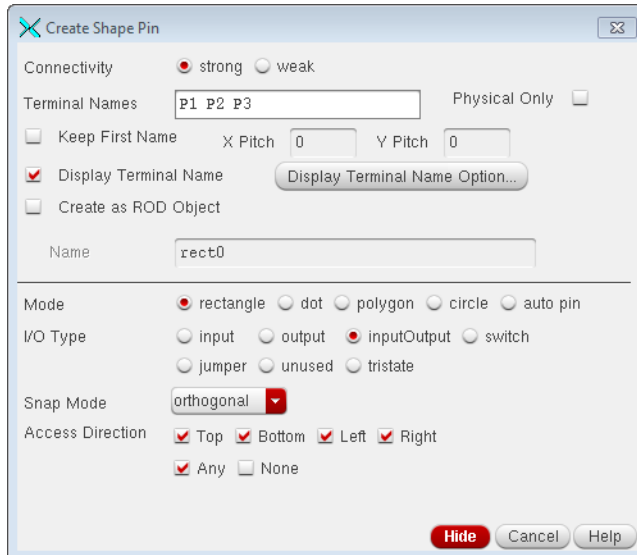 Create Shape Pin
Connectivity strong weak
Terminal Names P1 P2 P3 Physical Only
Keep First Name X Pitch 0 Y Pitch 0
Display Terminal Name Display Terminal Name Option...
Create as ROD Object
Name rect0
Mode rectangle dot polygon circle auto pin
I/O Type input output inputOutput switch
jumper unused tristate
Snap Mode orthogonal
Access Direction Top Bottom Left Right
Any None
Hide Cancel Help